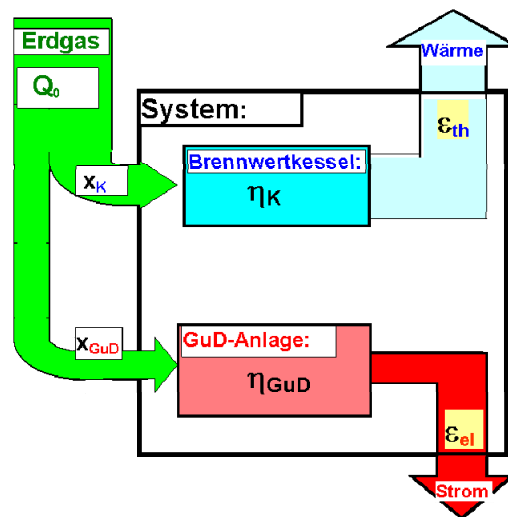 Erdgas
Wärme
Q₀
System:
ε_th
Brennwertkessel:
x_K
η_K
x_GuD
GuD-Anlage:
η_GuD
ε_el
Strom